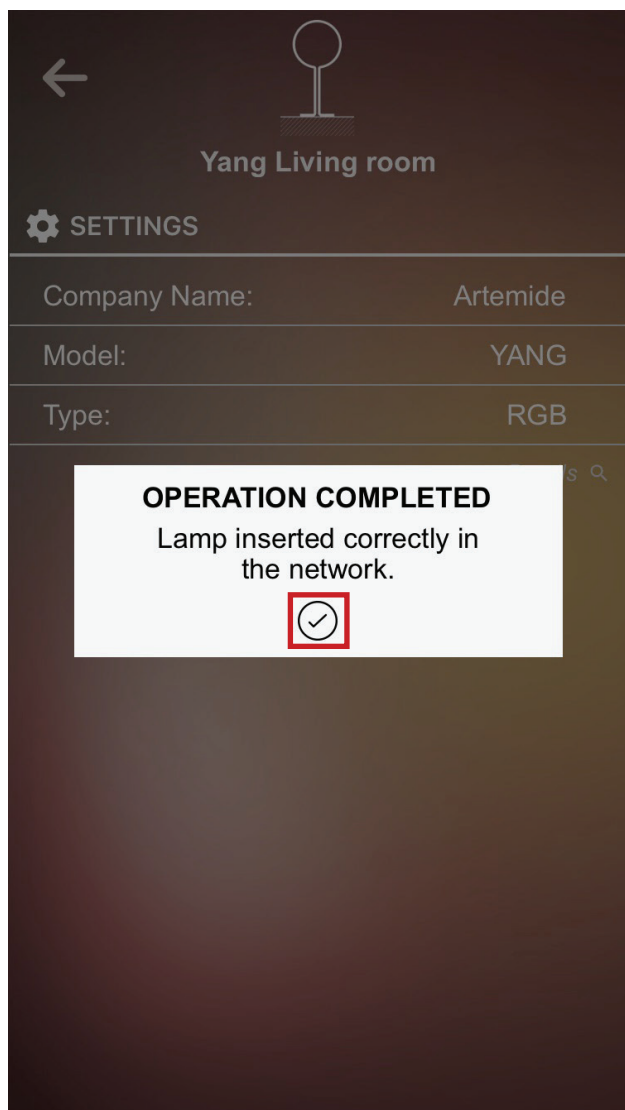 Yang Living room
SETTINGS
Company Name: Artemide
Model: YANG
Type: RGB
OPERATION COMPLETED
Lamp inserted correctly in
the network.